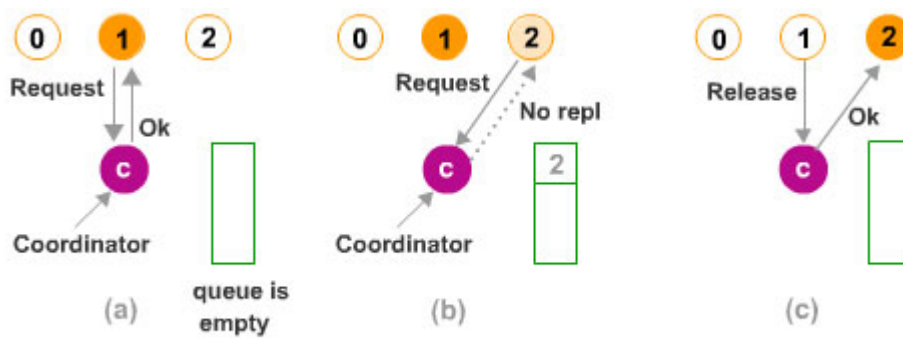 0 1 2
Request
Ok
C
Coordinator
queue is
empty
(a)
0 1 2
Request
No repl
C
2
Coordinator
(b)
0 1 2
Release
Ok
C
(c)